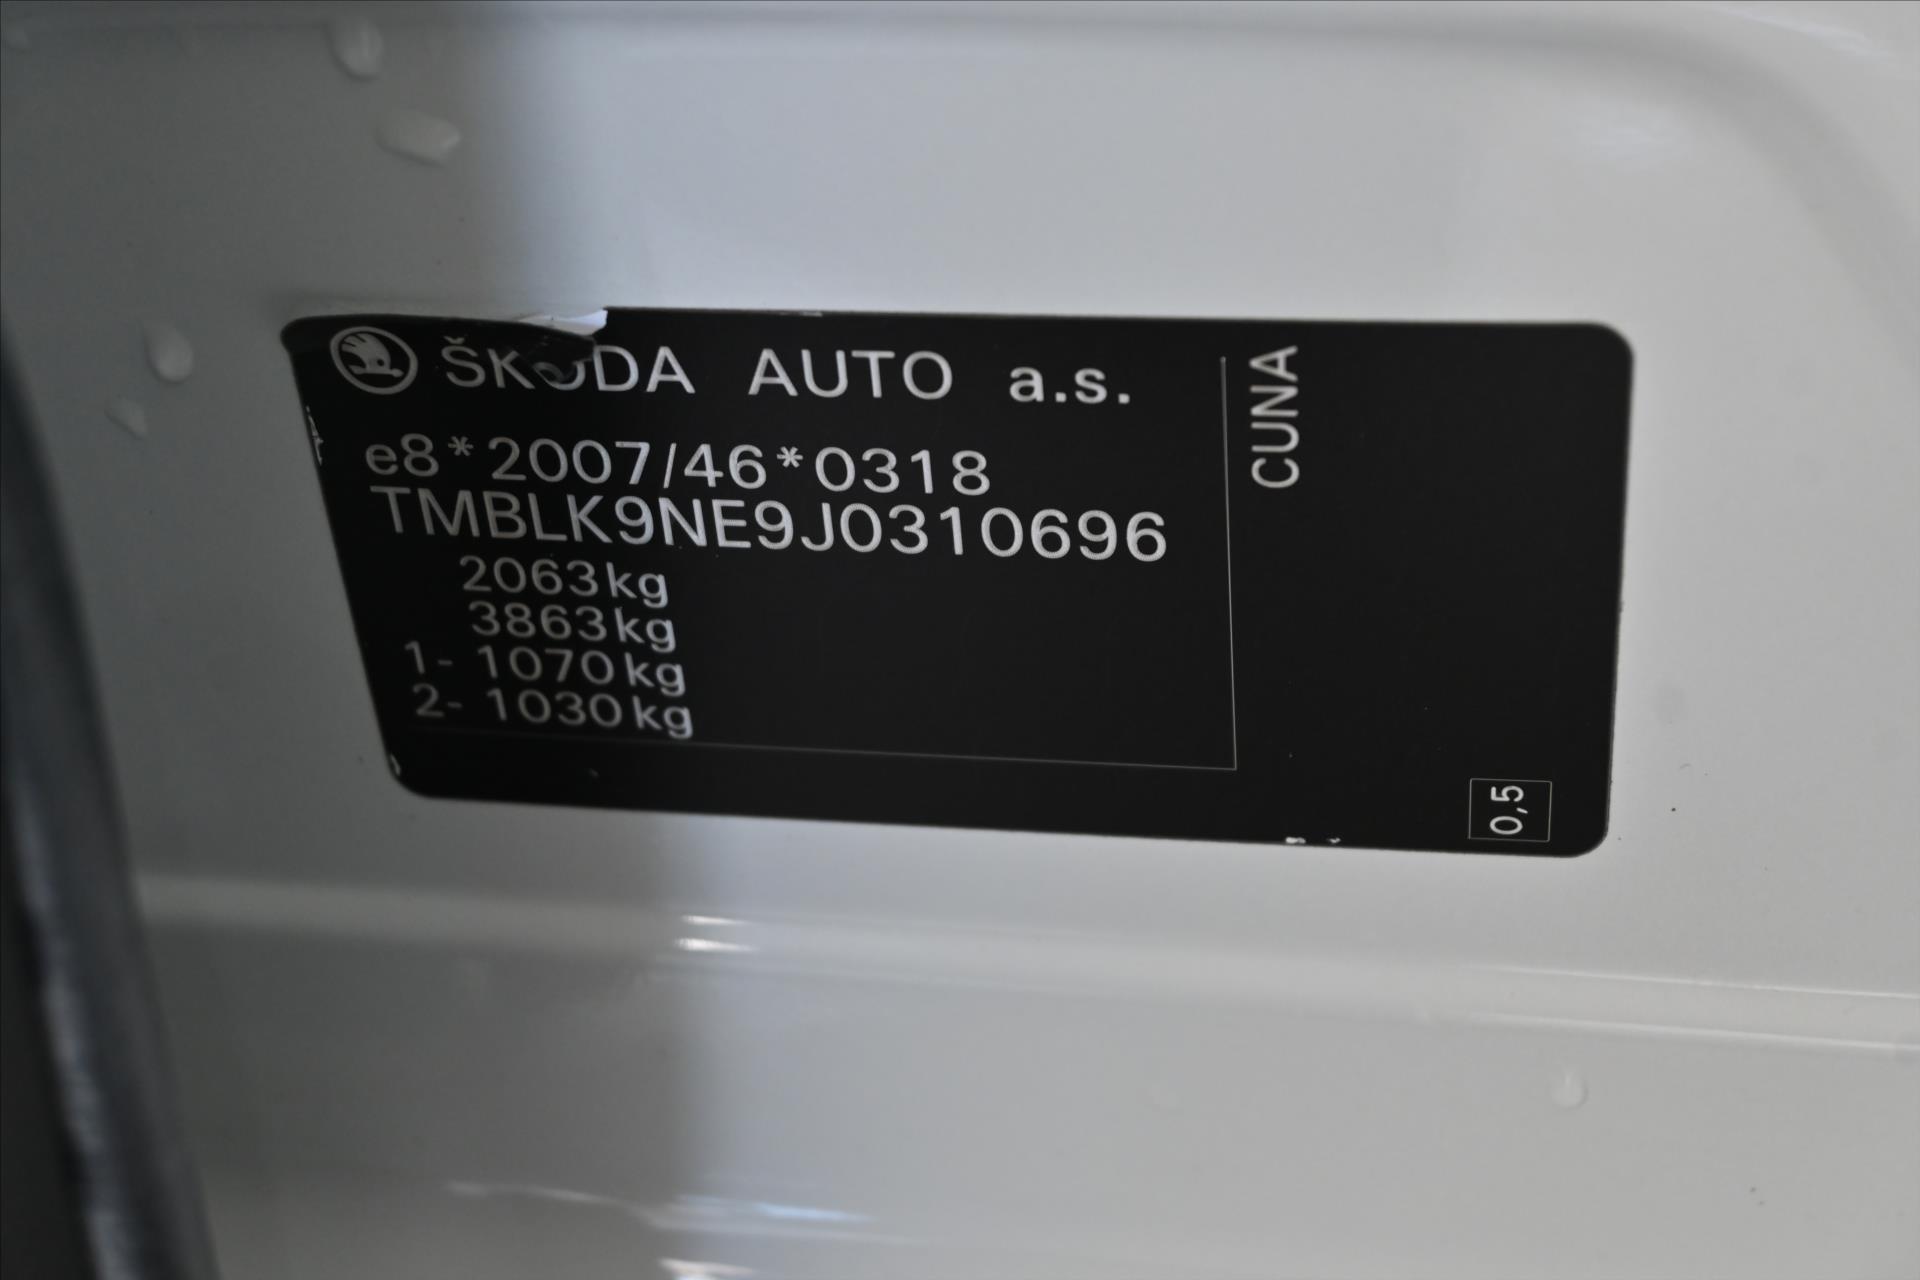 ŠKODA AUTO a.s.
e8*2007/46*0318
TMBLK9NE9J0310696
2063kg
3863kg
1- 1070kg
2- 1030kg
CUNA
0,5